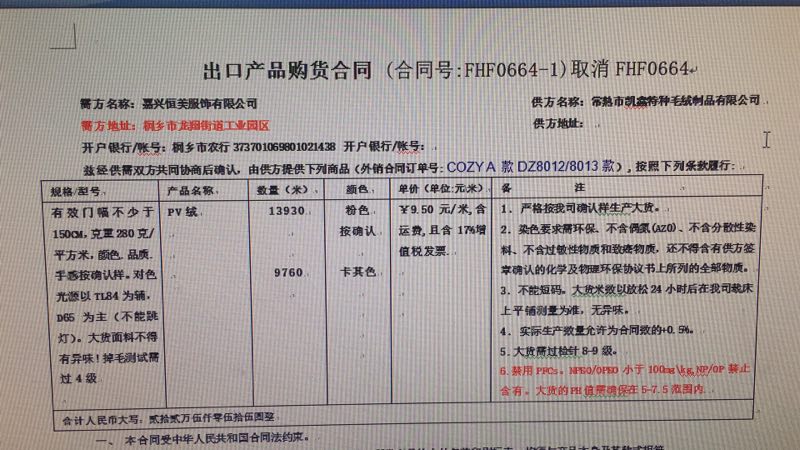 出口产品购货合同 (合同号:FHF0664-1)取消 FHF0664
需方名称：嘉兴恒美服饰有限公司
供方名称：常熟市凯鑫特种毛绒制品有限公司
需方地址：桐乡市龙翔街道工业园区
供方地址：
开户银行/账号：桐乡市农行 373701069801021438 开户银行/账号：
兹经供需双方共同协商后确认，由供方提供下列商品（外销合同订单号：COZY A 款 DZ8012/8013 款），按照下列条款履行：
规格/型号 产品名称 数量（米） 颜色 单价（单位:元/米） 备 注
有效门幅不少于
150CM，克重 280 克/
平方米，颜色．品质．
手感按确认样。对色
光源以 TL84 为辅，
D65 为主（不能跳
灯）。大货面料不得
有异味！掉毛测试需
过 4 级
PV 绒
13930
9760
粉色
按确认
卡其色
￥9.50 元/米,含
运费,且含 17%增
值税发票.
1．严格按我司确认样生产大货。
2．染色要求需环保、不含偶氮(AZO)、不含分散性染
料、不含过敏性物质和致癌物质，还不得含有供方签
章确认的化学及物理环保协议书上所列的全部物质。
3．不能短码。大货米数以放松 24 小时后在我司裁床
上平铺测量为准，无异味。
4．实际生产数量允许为合同数的+0.5%。
5.大货需过检针 8-9 级。
6.禁用 PFCs。NPEO/OPEO 小于 100mg\kg,NP/OP 禁止
含有。大货的 PH 值需确保在 5-7.5 范围内.
合计人民币大写：贰拾贰万伍仟零伍拾伍圆整
一、 本合同受中华人民共和国合同法约束。